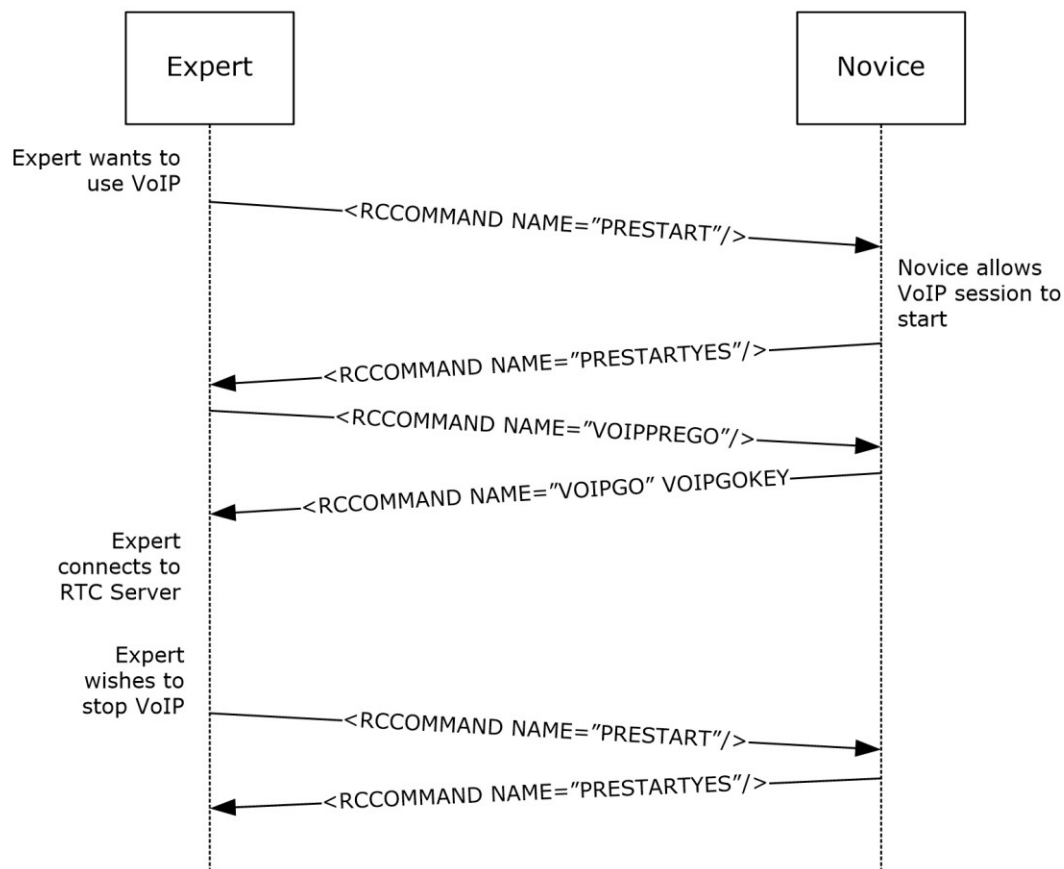 Expert
Novice
Expert wants to
use VoIP
<RCCOMMAND NAME=”PRESTART”/>
Novice allows
VoIP session to
start
<RCCOMMAND NAME=”PRESTARTYES”/>
<RCCOMMAND NAME=”VOIPPREGO”/>
<RCCOMMAND NAME=”VOIPGO” VOIPGOKEY
Expert
connects to
RTC Server
Expert
wishes to
stop VoIP
<RCCOMMAND NAME=”PRESTART”/>
<RCCOMMAND NAME=”PRESTARTYES”/>